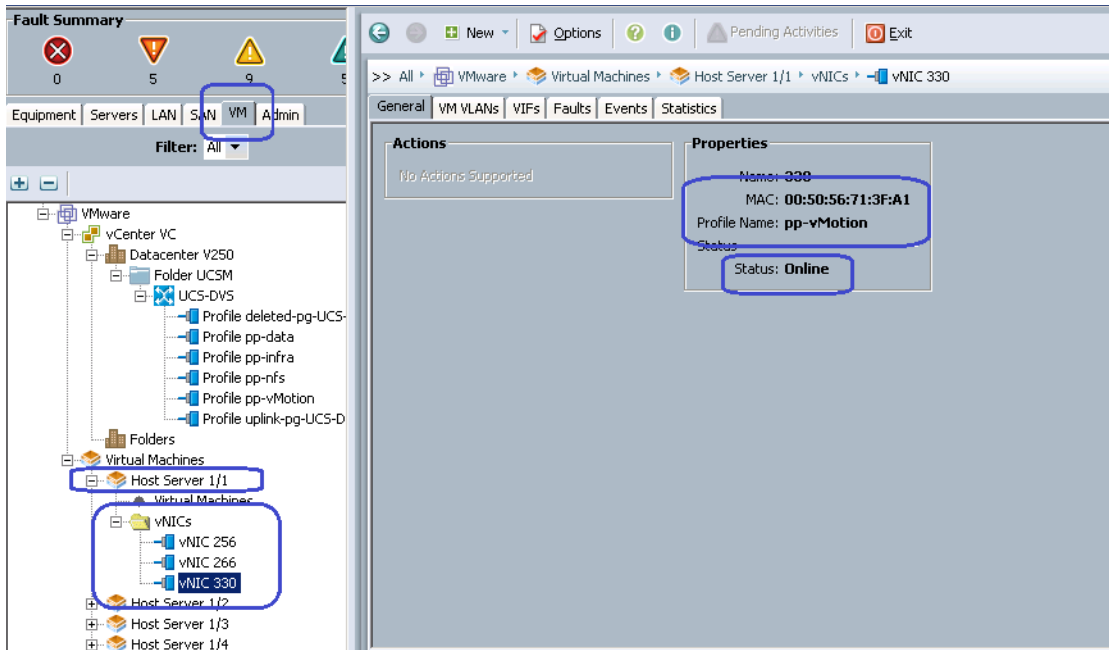 Fault Summary
0 5 9
Equipment Servers LAN SAN VM Admin
Filter: All
VMware
vCenter VC
Datacenter V250
Folder UCSM
UCS-DVS
Profile deleted-pg-UCS-
Profile pp-data
Profile pp-infra
Profile pp-nfs
Profile pp-vMotion
Profile uplink-pg-UCS-D
Folders
Virtual Machines
Host Server 1/1
Virtual Machines
vNICs
vNIC 256
vNIC 266
vNIC 330
Host Server 1/2
Host Server 1/3
Host Server 1/4
New Options Pending Activities Exit
>> All VMware Virtual Machines Host Server 1/1 vNICs vNIC 330
General VM VLANs VIFs Faults Events Statistics
Actions
No Actions Supported
Properties
Name: 330
MAC: 00:50:56:71:3F:A1
Profile Name: pp-vMotion
Status
Status: Online